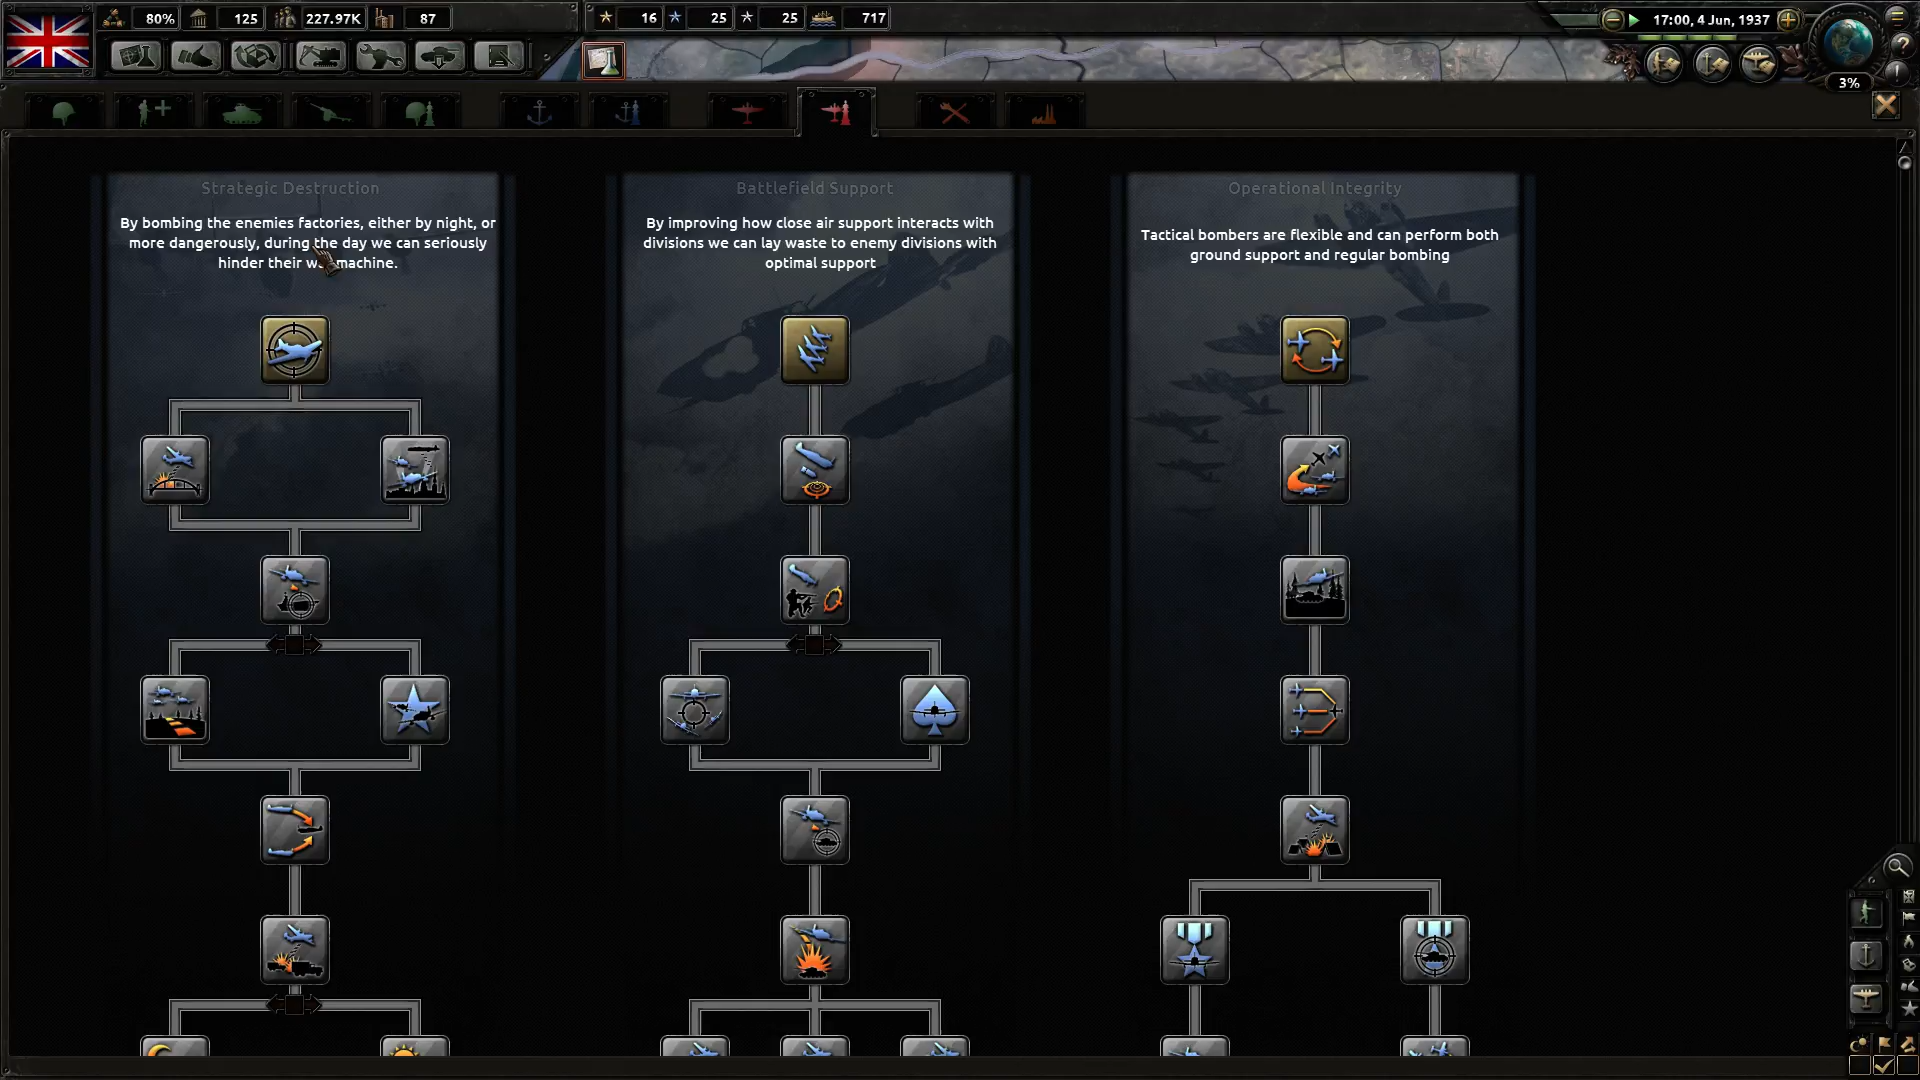 80%
125
227.97K
87
16
25
25
717
17:00, 4 Jun, 1937
3%
Strategic Destruction
By bombing the enemies factories, either by night, or
more dangerously, during the day we can seriously
hinder their machine.
Battlefield Support
By improving how close air support interacts with
divisions we can lay waste to enemy divisions with
optimal support
Operational Integrity
Tactical bombers are flexible and can perform both
ground support and regular bombing